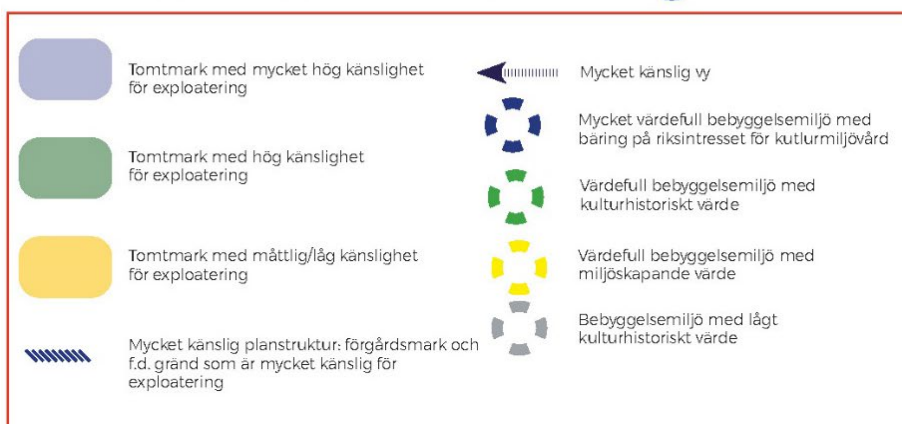 Tomtmark med mycket hög känslighet
för exploatering
Tomtmark med hög känslighet
för exploatering
Tomtmark med måttlig/låg känslighet
för exploatering
Mycket känslig planstruktur: förgårdsmark och
f.d. gränd som är mycket känslig för
exploatering
Mycket känslig vy
Mycket värdefull bebyggelsemiljö med
bäring på riksintresset för kutlurmiljövård
Värdefull bebyggelsemiljö med
kulturhistoriskt värde
Värdefull bebyggelsemiljö med
miljöskapande värde
Bebyggelsemiljö med lågt
kulturhistoriskt värde